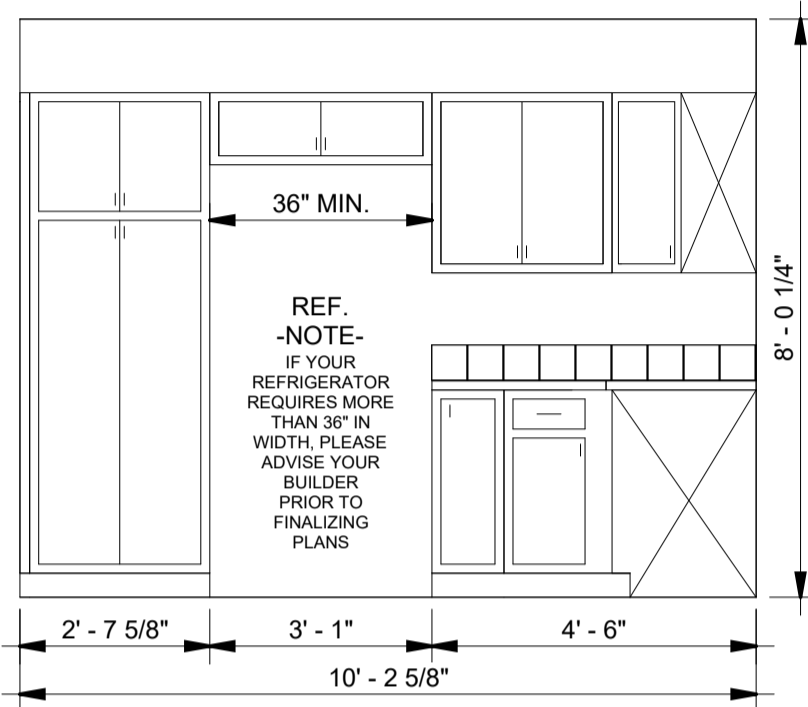 36" MIN.
REF.
-NOTE-
IF YOUR
REFRIGERATOR
REQUIRES MORE
THAN 36" IN
WIDTH, PLEASE
ADVISE YOUR
BUILDER
PRIOR TO
FINALIZING
PLANS
8' - 0 1/4"
2' - 7 5/8"
3' - 1"
4' - 6"
10' - 2 5/8"